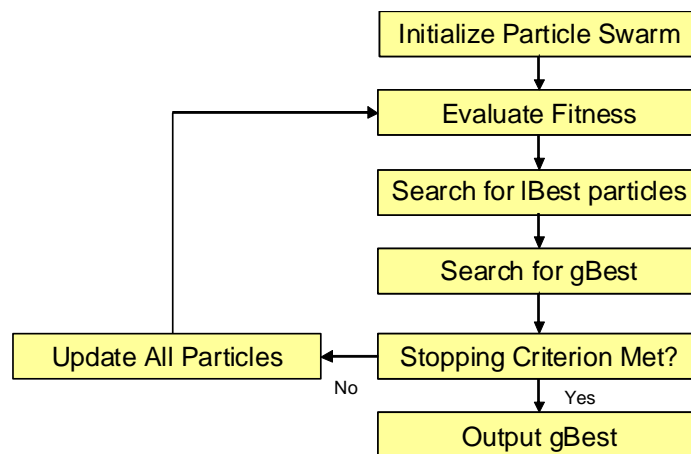 Initialize Particle Swarm
Evaluate Fitness
Search for lBest particles
Search for gBest
Update All Particles
Stopping Criterion Met?
No
Yes
Output gBest